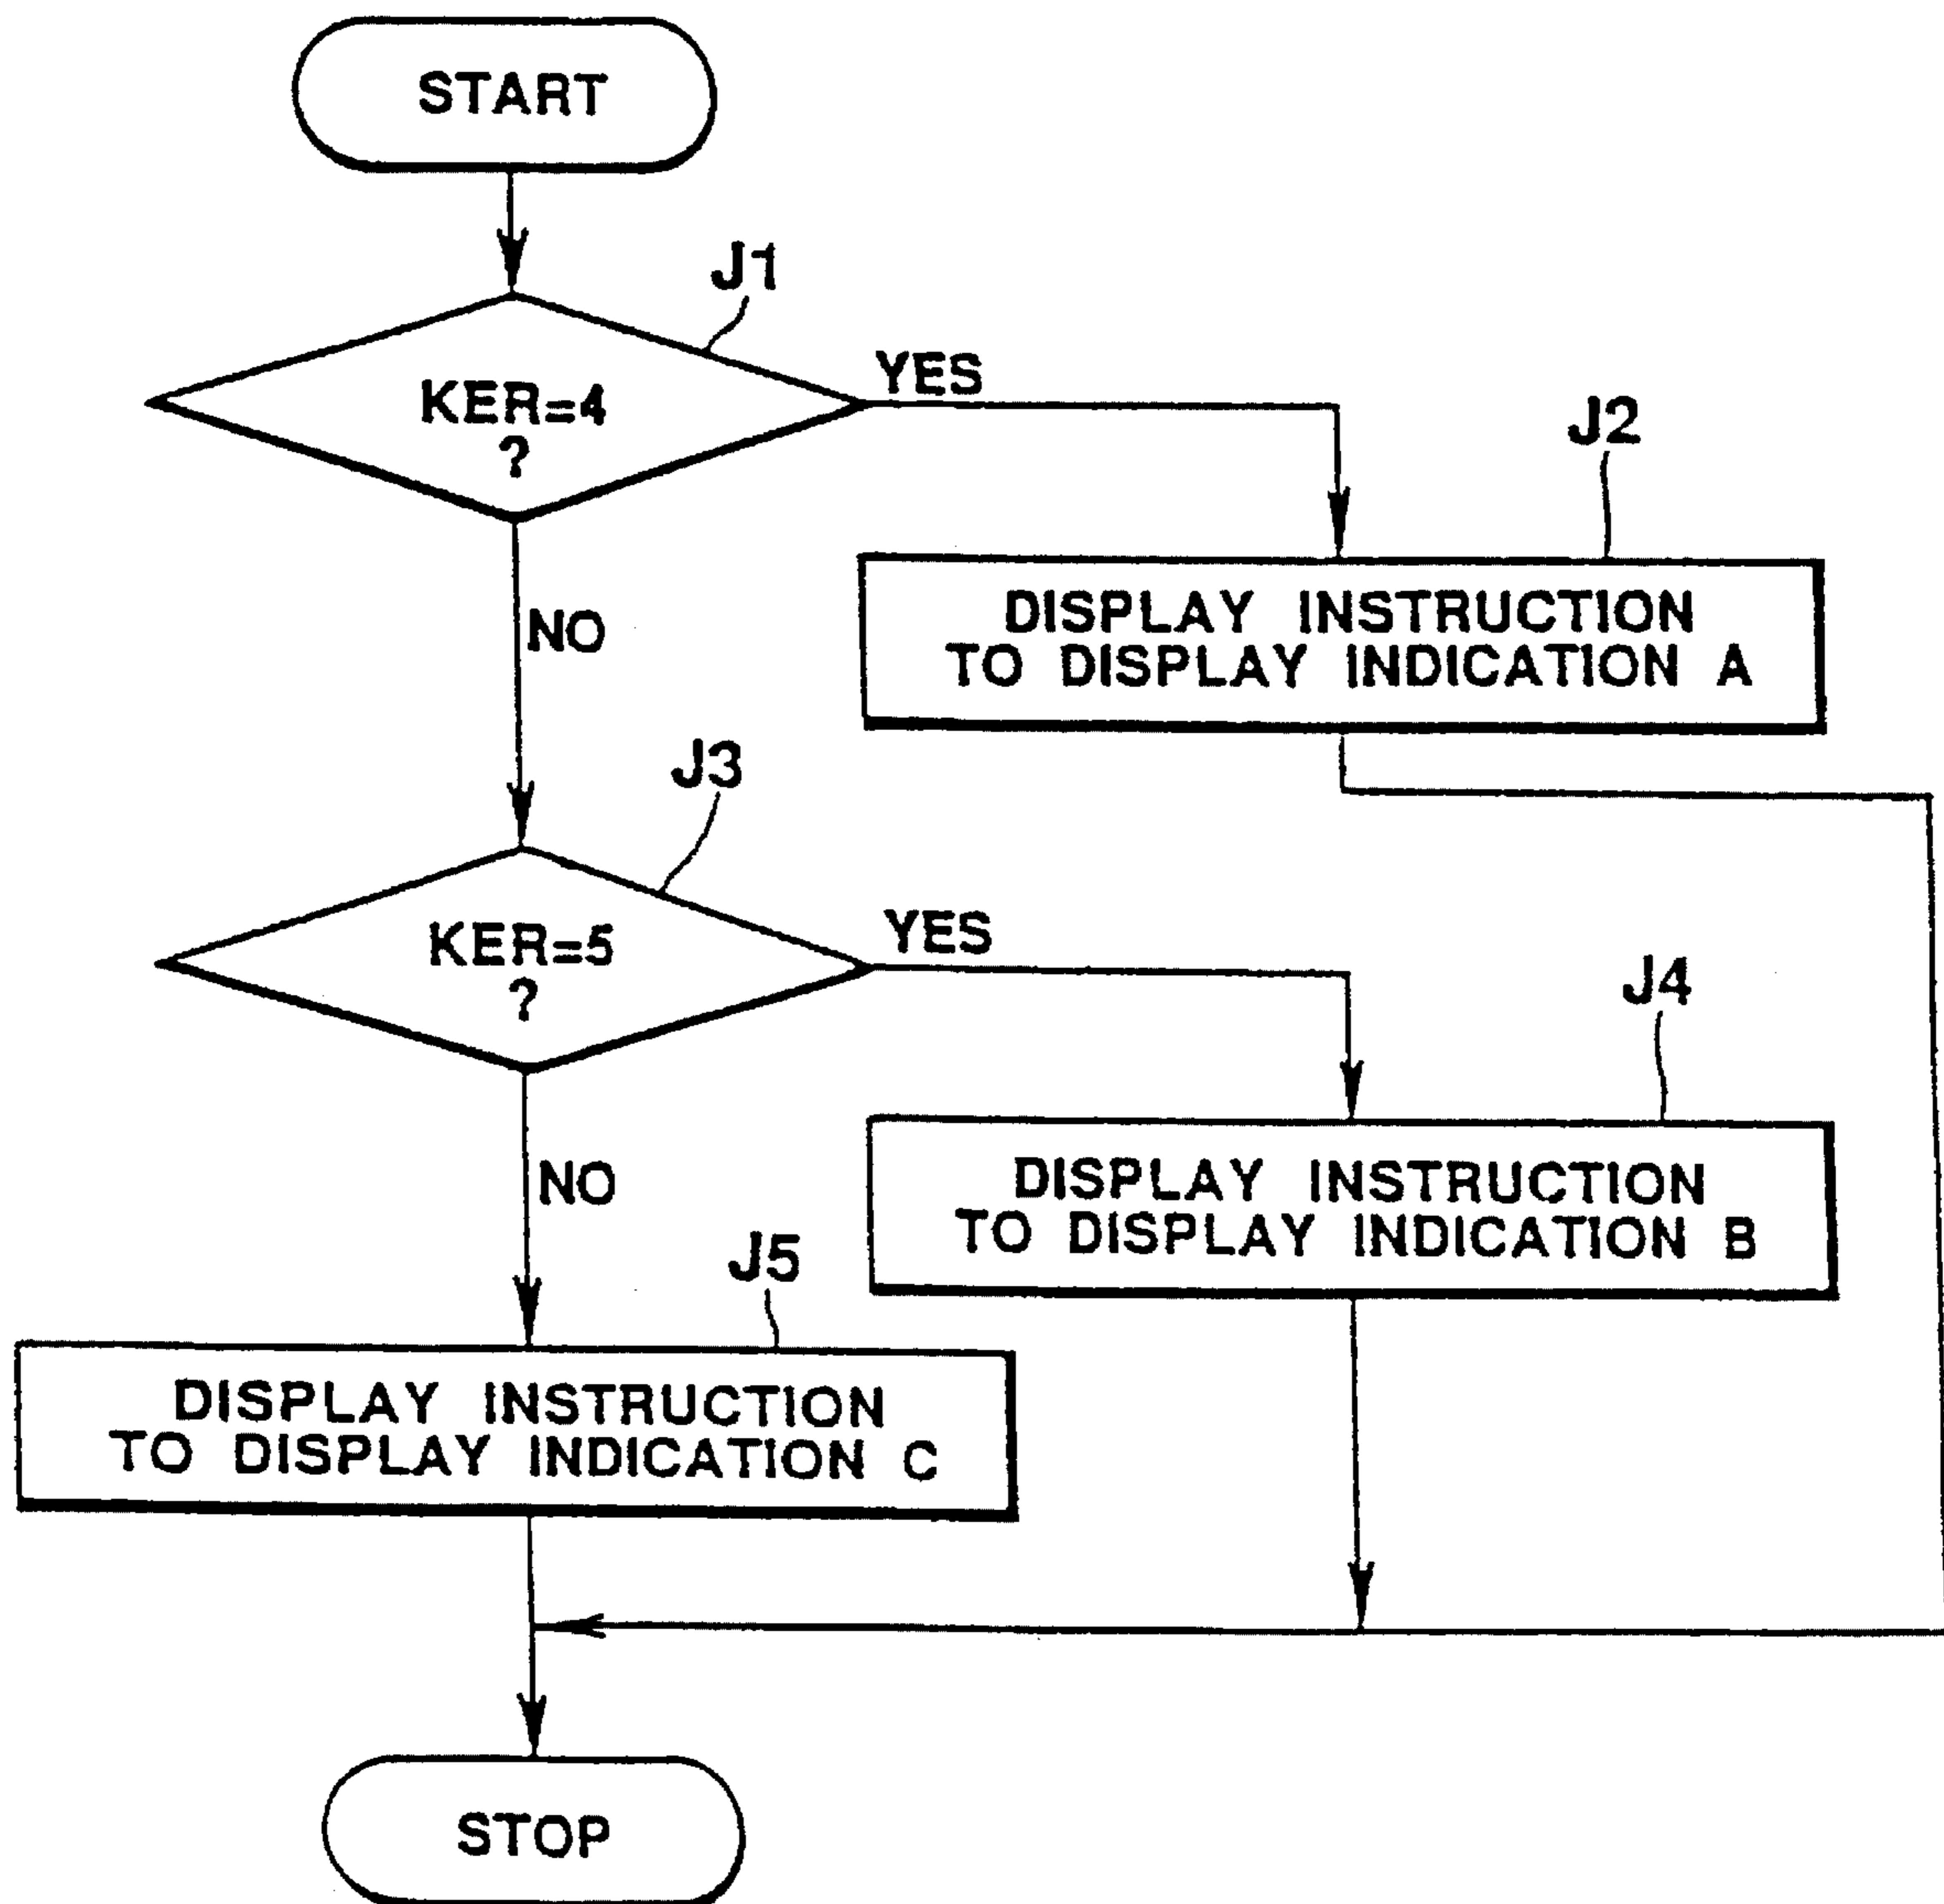 START
J1
KER=4
?
YES
J2
DISPLAY INSTRUCTION
TO DISPLAY INDICATION A
NO
J3
KER=5
?
YES
J4
DISPLAY INSTRUCTION
TO DISPLAY INDICATION B
NO
J5
DISPLAY INSTRUCTION
TO DISPLAY INDICATION C
STOP